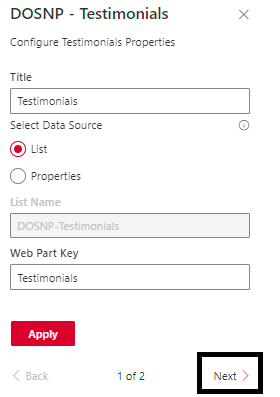 DOSNP - Testimonials
Configure Testimonials Properties
Title
Testimonials
Select Data Source
List
Properties
List Name
DOSNP-Testimonials
Web Part Key
Testimonials
Apply
Back 1 of 2 Next